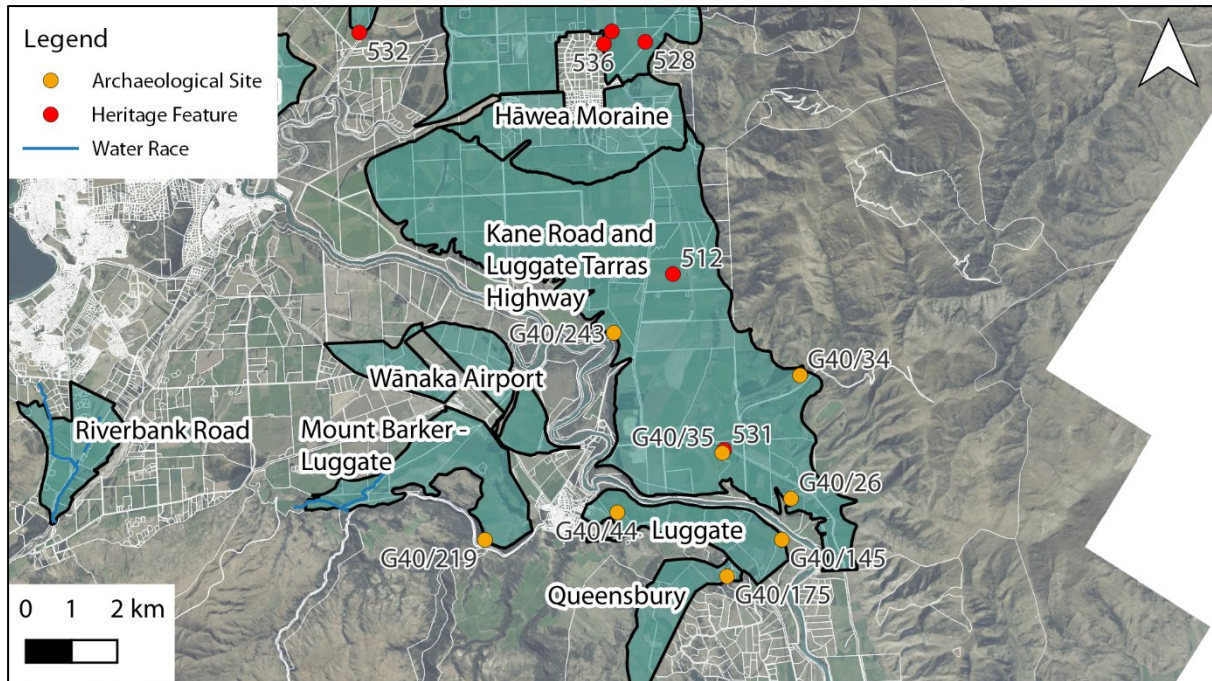 Legend
Archaeological Site
Heritage Feature
Water Race
532
536
528
Hāwea Moraine
Kane Road and
Luggate Tarras
Highway
512
G40/243
G40/34
Wānaka Airport
Riverbank Road
Mount Barker -
Luggate
G40/35
531
G40/26
G40/44
Luggate
G40/219
G40/145
Queensbury
G40/175
0 1 2 km